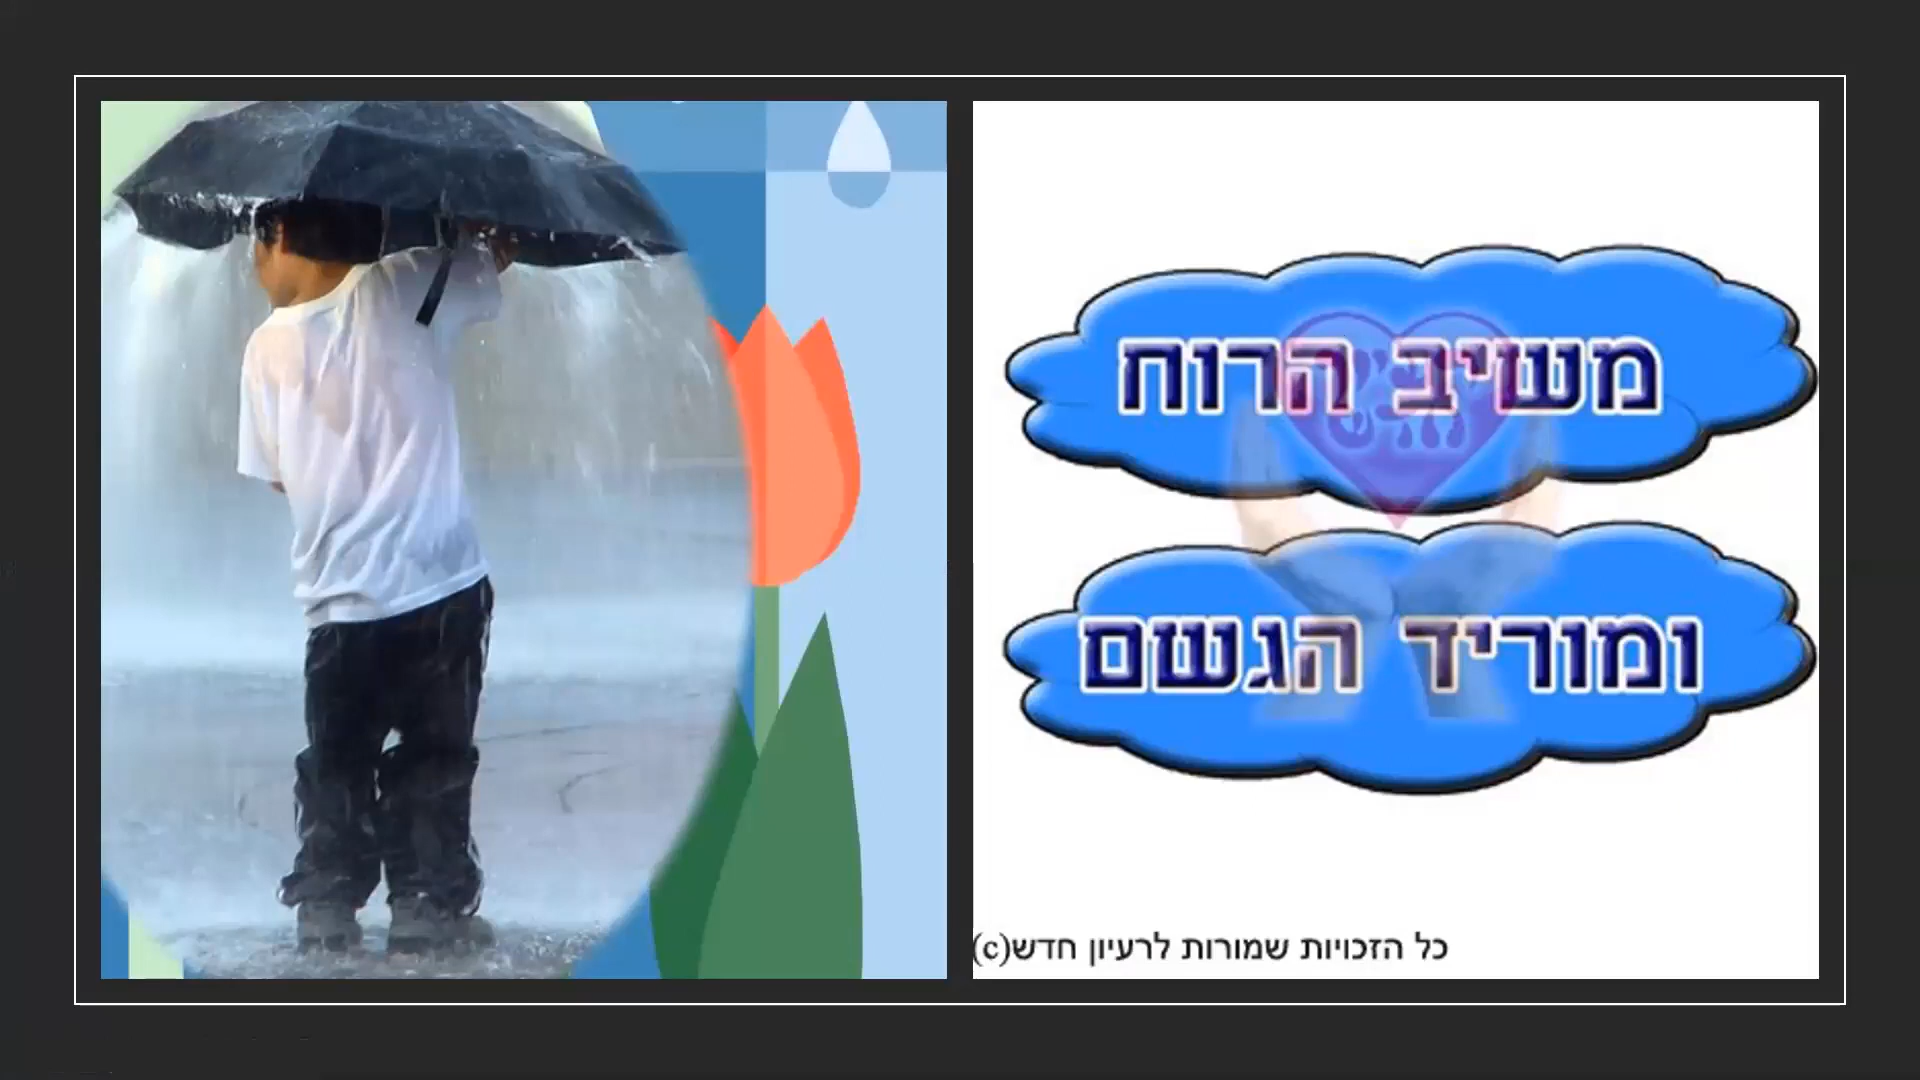 משיב הרוח
ומוריד הגשם
כל הזכויות שמורות לרעיון חדש(c)